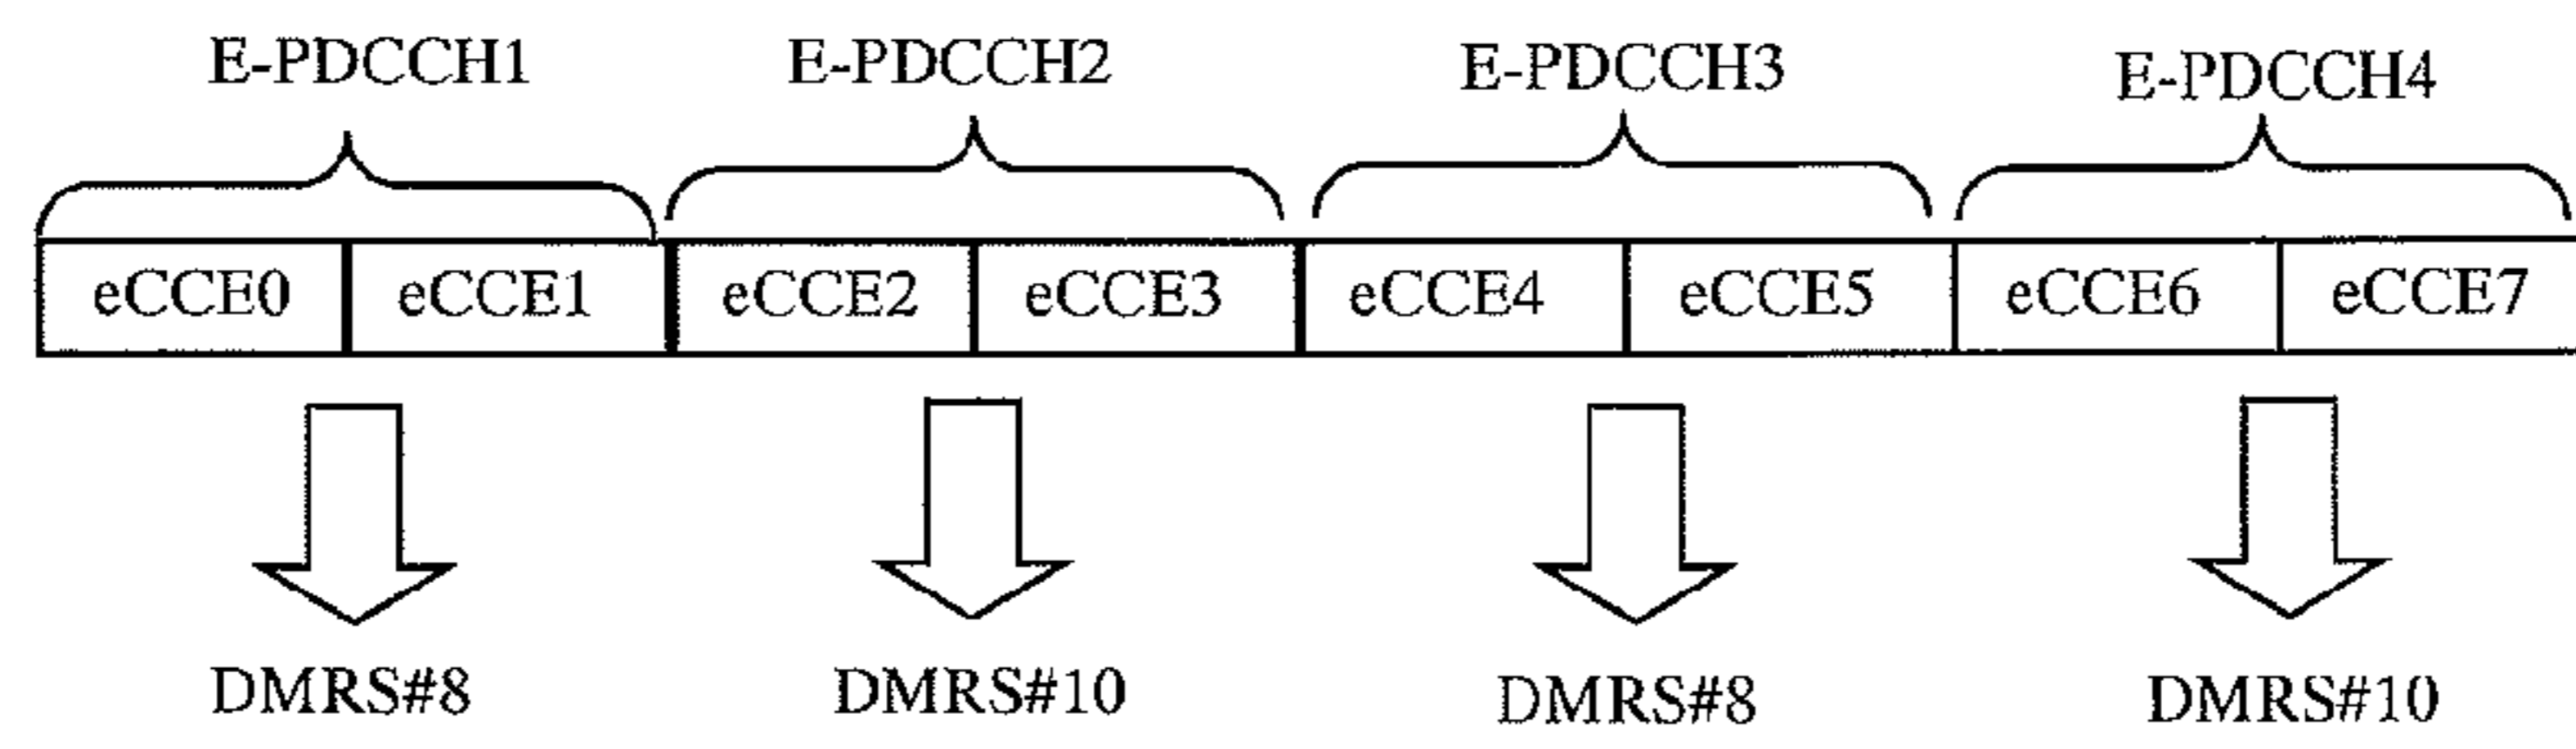 E-PDCCH1 E-PDCCH2 E-PDCCH3 E-PDCCH4
eCCE0 eCCE1 eCCE2 eCCE3 eCCE4 eCCE5 eCCE6 eCCE7
DMRS#8 DMRS#10 DMRS#8 DMRS#10